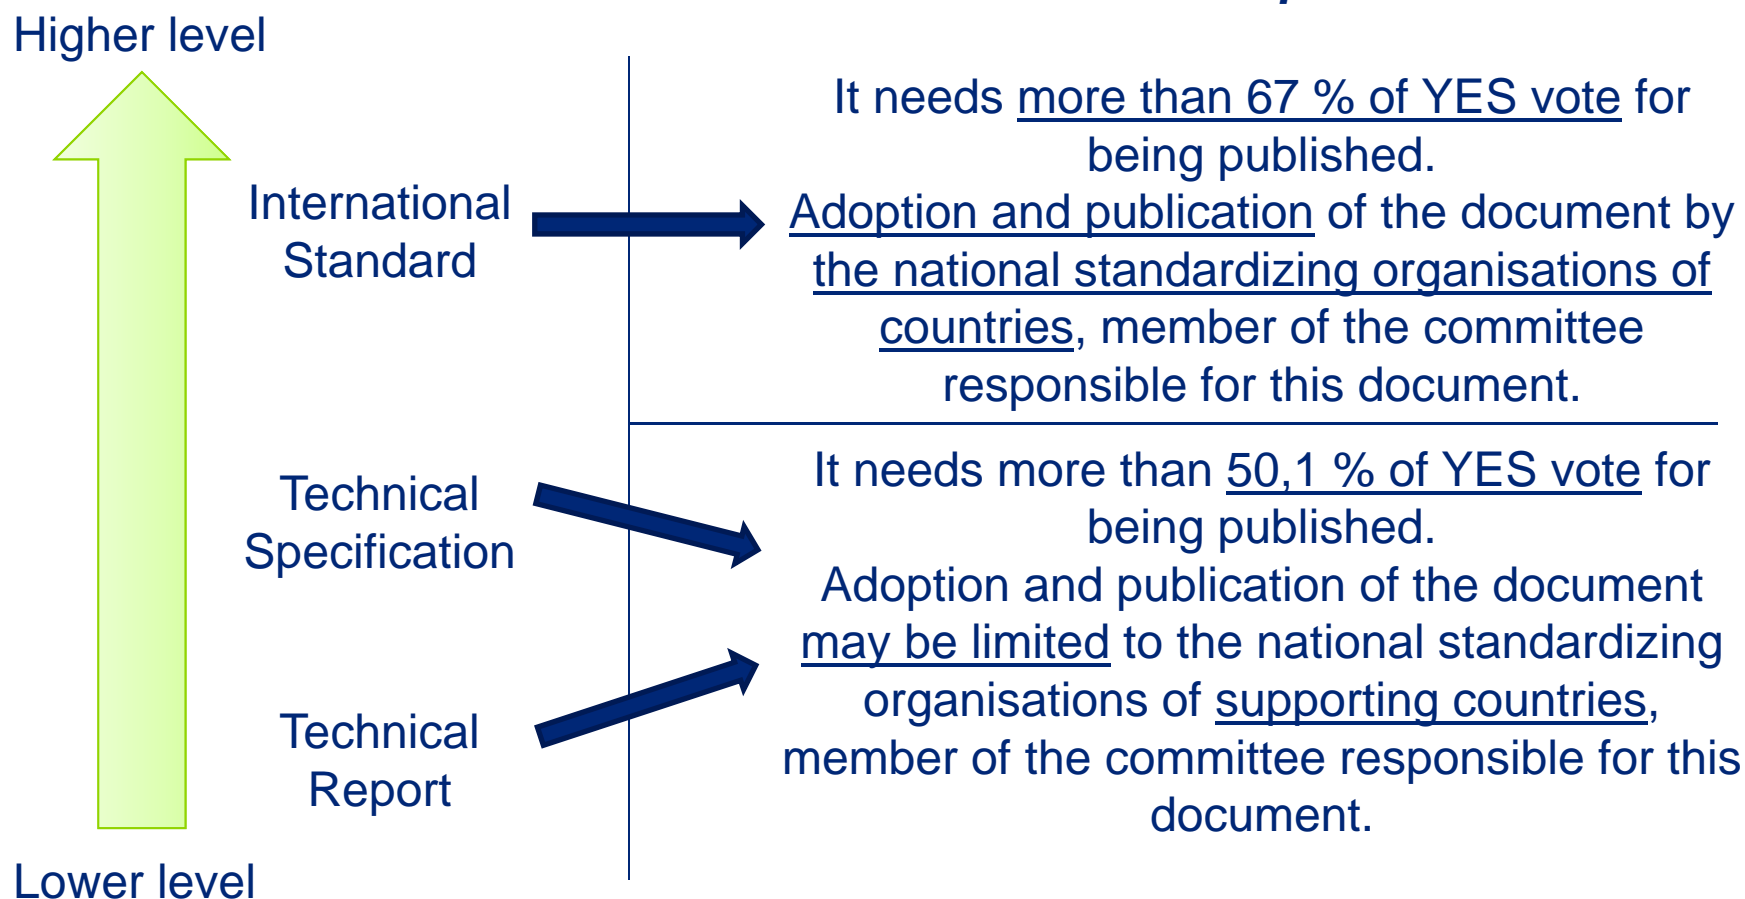 Higher level
It needs more than 67 % of YES vote for
being published.
International
Standard
Adoption and publication of the document by
the national standardizing organisations of
countries, member of the committee
responsible for this document.
Technical
Specification
It needs more than 50,1 % of YES vote for
being published.
Adoption and publication of the document
may be limited to the national standardizing
organisations of supporting countries,
member of the committee responsible for this
document.
Technical
Report
Lower level